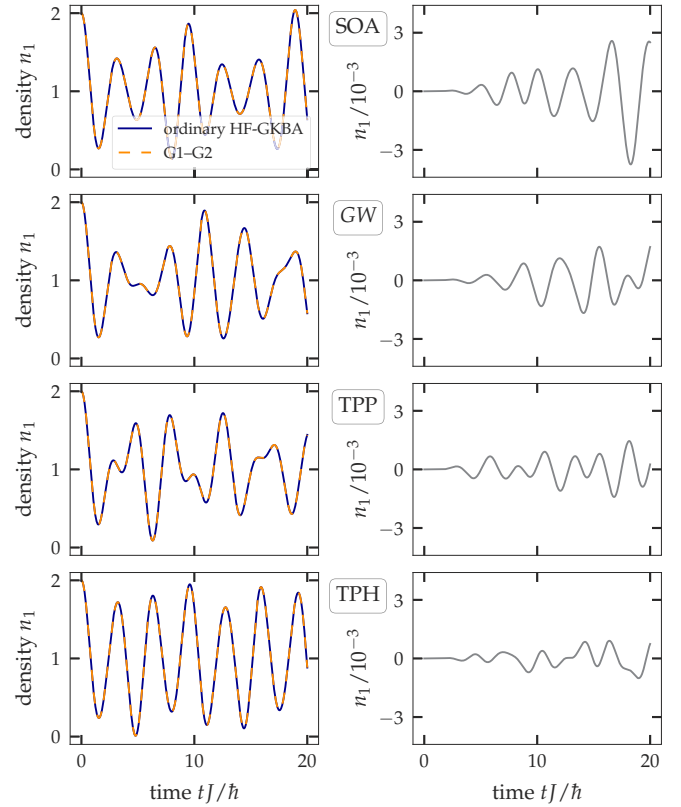 2
1
0
density n₁
ordinary HF-GKBA
G1–G2
SOA
3
0
−3
n₁/10⁻³
2
1
0
density n₁
GW
3
0
−3
n₁/10⁻³
2
1
0
density n₁
TPP
3
0
−3
n₁/10⁻³
2
1
0
density n₁
TPH
3
0
−3
n₁/10⁻³
0 10 20
time tJ/ħ
0 10 20
time tJ/ħ